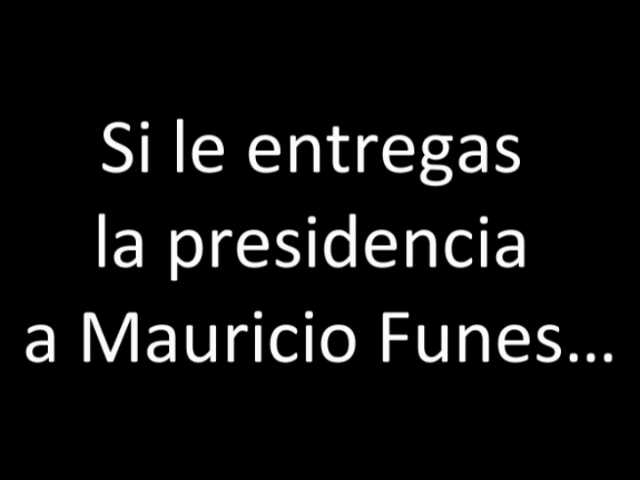 Si le entregas
la presidencia
a Mauricio Funes...